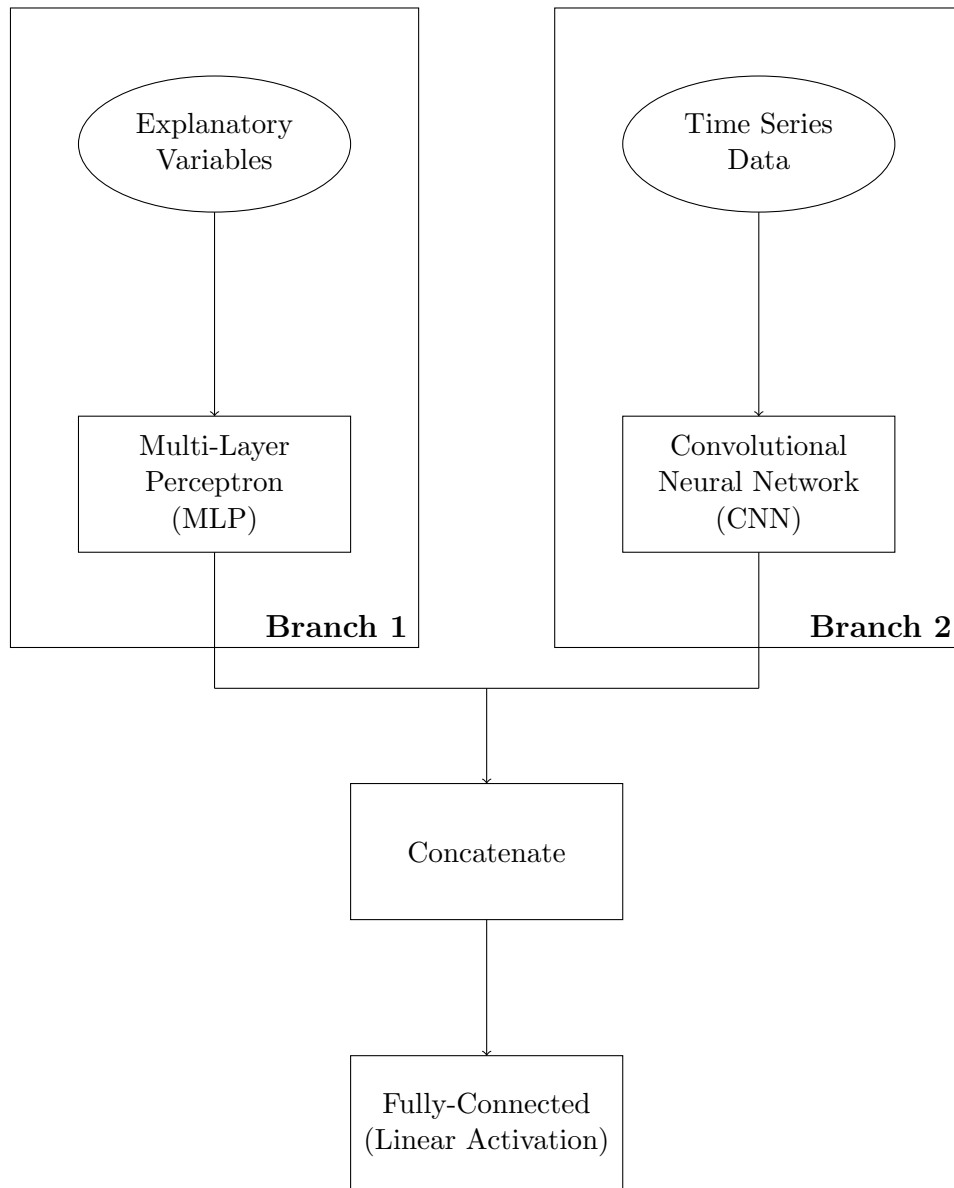 Explanatory
Variables
Multi-Layer
Perceptron
(MLP)
Branch 1
Time Series
Data
Convolutional
Neural Network
(CNN)
Branch 2
Concatenate
Fully-Connected
(Linear Activation)